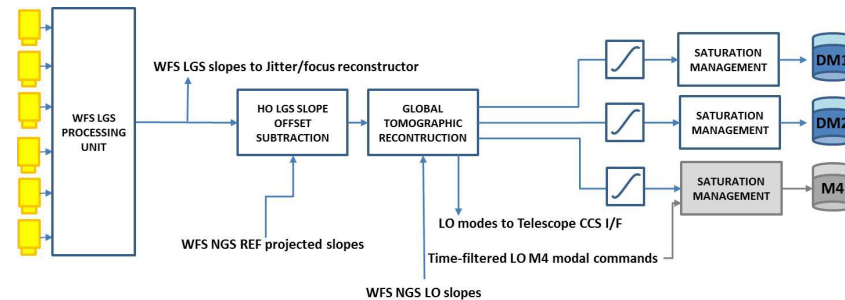 WFS LGS
PROCESSING
UNIT
WFS LGS slopes to Jitter/focus reconstructor
HO LGS SLOPE
OFFSET
SUBTRACTION
WFS NGS REF projected slopes
GLOBAL
TOMOGRAPHIC
RECONTRUCTION
LO modes to Telescope CCS I/F
WFS NGS LO slopes
SATURATION
MANAGEMENT
DM1
SATURATION
MANAGEMENT
DM2
SATURATION
MANAGEMENT
M4
Time-filtered LO M4 modal commands